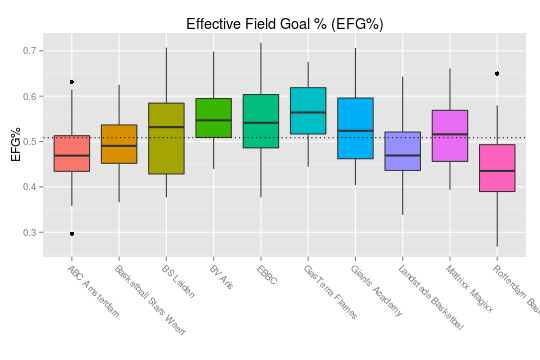 Effective Field Goal % (EFG%)
0.7
0.6
0.5
0.4
0.3
EFG%
ABC Amsterdam
Basketball Stars Weert
BS Leiden
BV Aris
EBBC
GasTerra Flames
Giants Academy
Landstede Basketbal
Matrixx Magixx
Rotterdam Bas